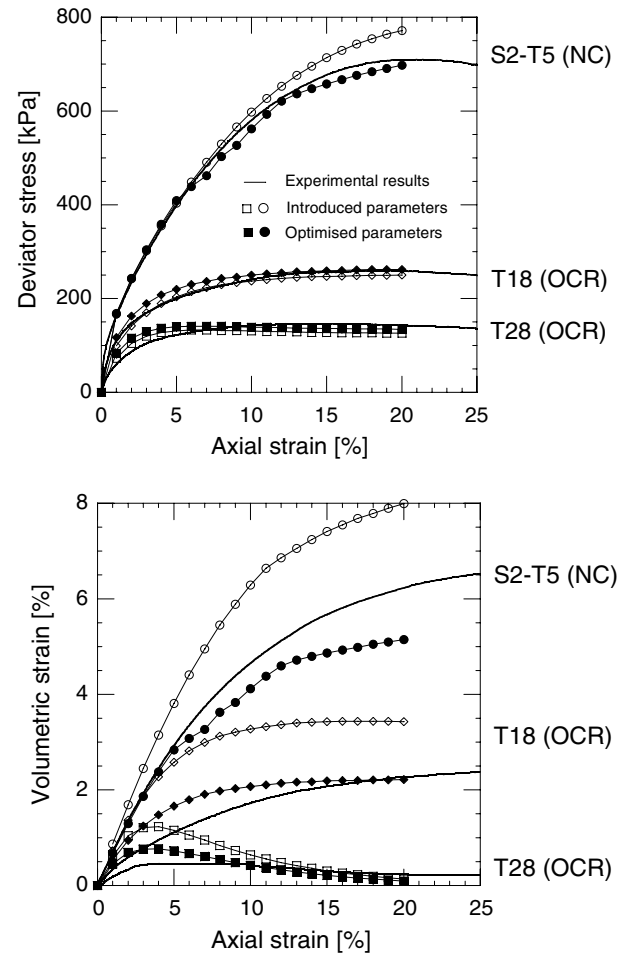 800
600
400
200
0
Deviator stress [kPa]
S2-T5 (NC)
Experimental results
Introduced parameters
Optimised parameters
T18 (OCR)
T28 (OCR)
0 5 10 15 20 25
Axial strain [%]
8
6
4
2
0
Volumetric strain [%]
S2-T5 (NC)
T18 (OCR)
T28 (OCR)
0 5 10 15 20 25
Axial strain [%]